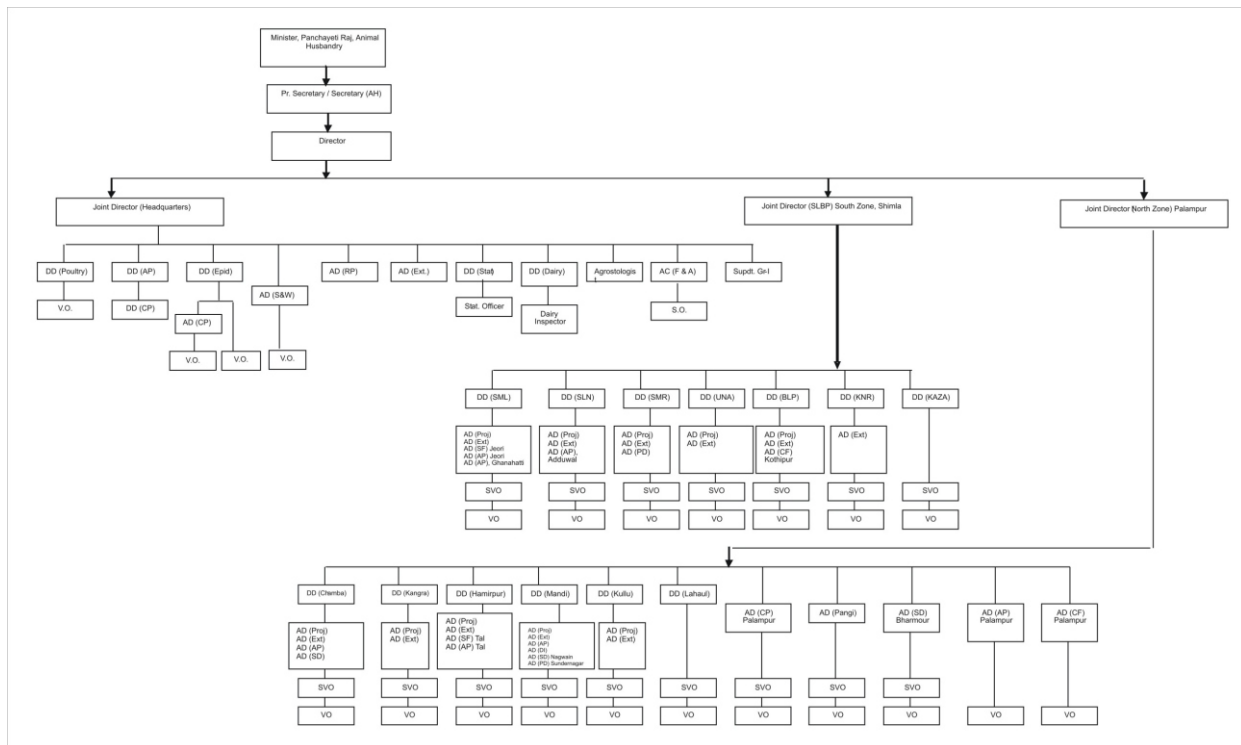 Minister, Panchayeti Raj, Animal
Husbandry
Pr. Secretary / Secretary (AH)
Director
Joint Director (Headquarters)
Joint Director (SLBP) South Zone, Shimla
Joint Director (North Zone) Palampur
DD (Poultry)
DD (AP)
DD (Epid)
AD (S&W)
AD (RP)
AD (Ext.)
DD (Stat)
DD (Dairy)
Agrostologis
t
AC (F & A)
Supdt. Gr-I
V.O.
DD (CP)
AD (CP)
Stat. Officer
Dairy
Inspector
S.O.
V.O.
V.O.
V.O.
DD (SML)
DD (SLN)
DD (SMR)
DD (UNA)
DD (BLP)
DD (KNR)
DD (KAZA)
AD (Proj)
AD (Ext)
AD (SF) Jeori
AD (AP) Jeori
AD (AP), Ghanahatti
AD (Proj)
AD (Ext)
AD (AP),
Adduwal
AD (Proj)
AD (Ext)
AD (PD)
AD (Proj)
AD (Ext)
AD (Proj)
AD (Ext)
AD (CF)
Kothipur
AD (Ext)
SVO
SVO
SVO
SVO
SVO
SVO
SVO
VO
VO
VO
VO
VO
VO
VO
DD (Chamba)
DD (Kangra)
DD (Hamirpur)
DD (Mandi)
DD (Kullu)
DD (Lahaul)
AD (CP)
Palampur
AD (Pangi)
AD (SD)
Bharmour
AD (AP)
Palampur
AD (CF)
Palampur
AD (Proj)
AD (Ext)
AD (AP)
AD (SD)
AD (Proj)
AD (Ext)
AD (Proj)
AD (Ext)
AD (SF) Tal
AD (AP) Tal
AD (Proj)
AD (Ext)
AD (AP)
AD (DI)
AD (SD) Nagwain
AD (PD) Sundernagar
AD (Proj)
AD (Ext)
SVO
SVO
SVO
SVO
SVO
SVO
SVO
SVO
SVO
VO
VO
VO
VO
VO
VO
VO
VO
VO
VO
VO